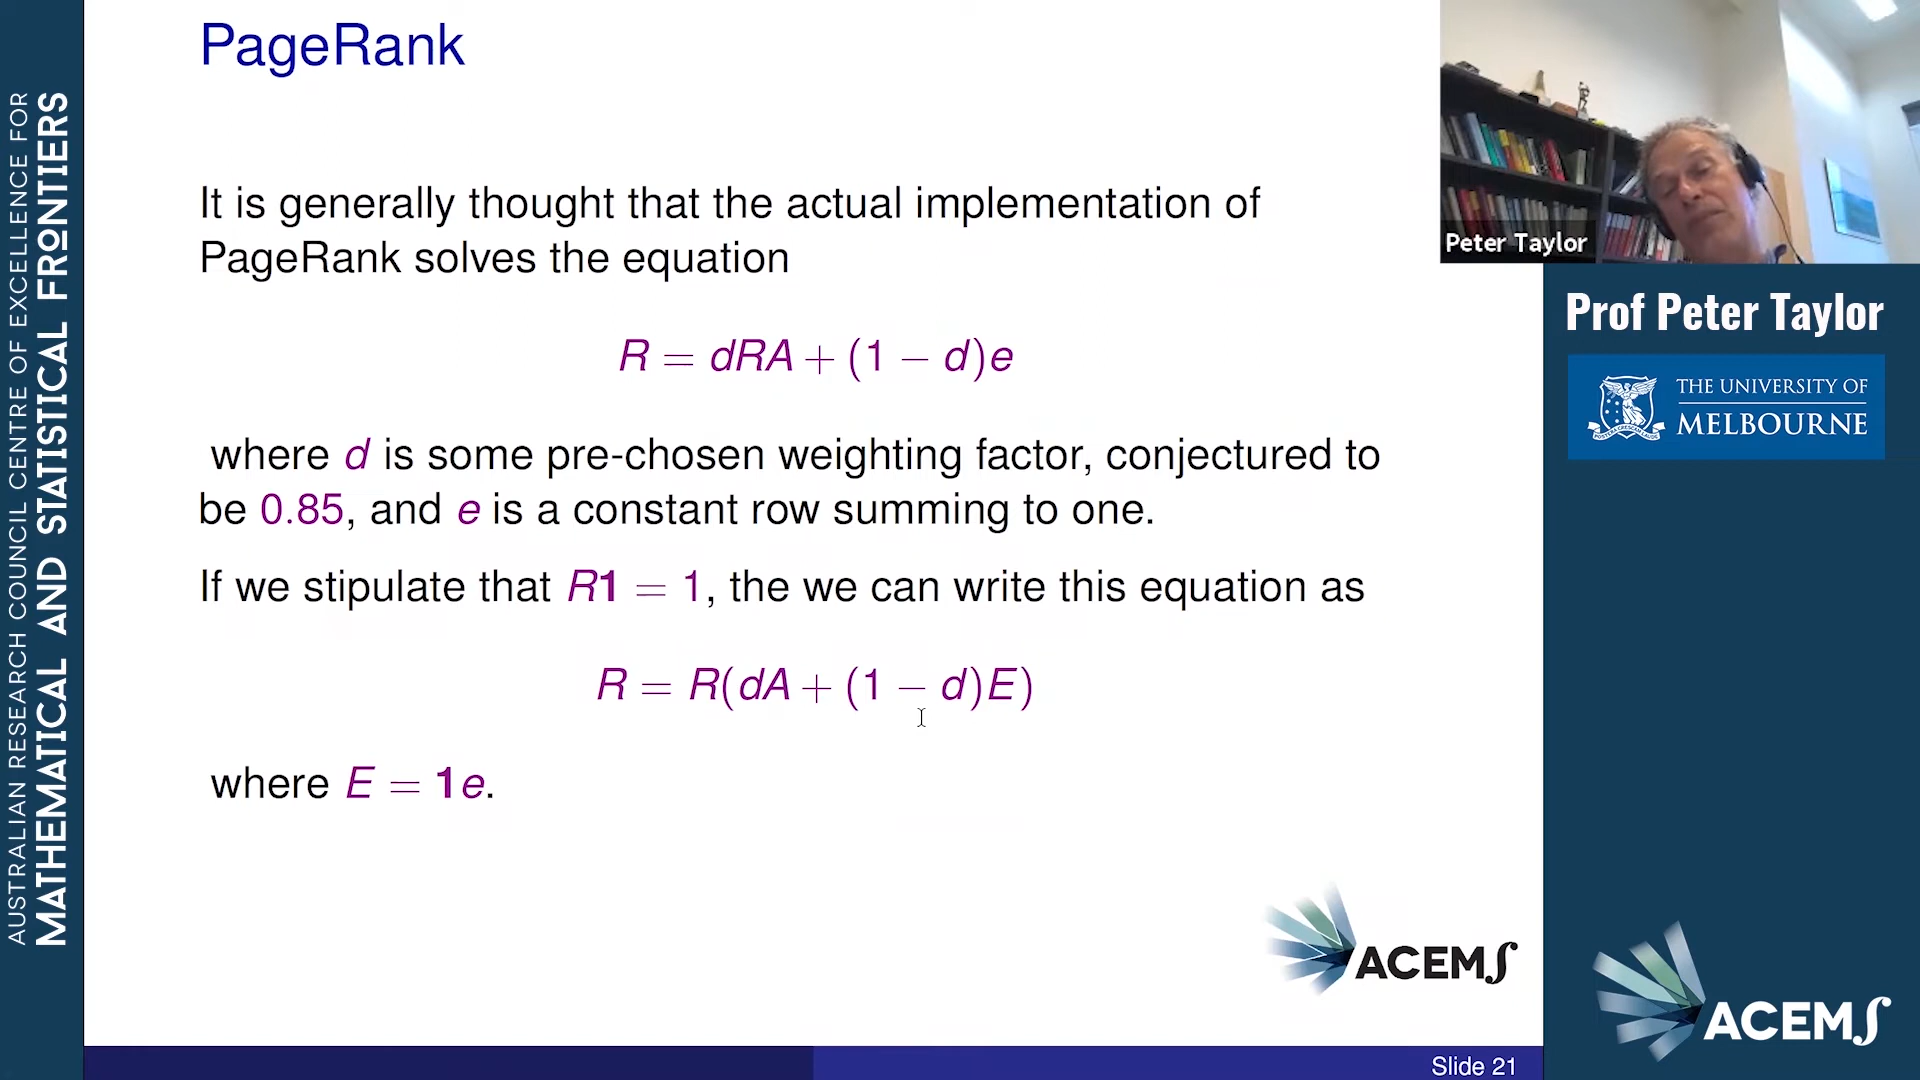 AUSTRALIAN RESEARCH COUNCIL CENTRE OF EXCELLENCE FOR
MATHEMATICAL AND STATISTICAL FRONTIERS
PageRank
It is generally thought that the actual implementation of
PageRank solves the equation
R = dRA + (1 − d)e
where d is some pre-chosen weighting factor, conjectured to
be 0.85, and e is a constant row summing to one.
If we stipulate that R1 = 1, the we can write this equation as
R = R(dA + (1 − d)E)
where E = 1e.
ACEMS
Slide 21
Peter Taylor
Prof Peter Taylor
THE UNIVERSITY OF
MELBOURNE
ACEMS